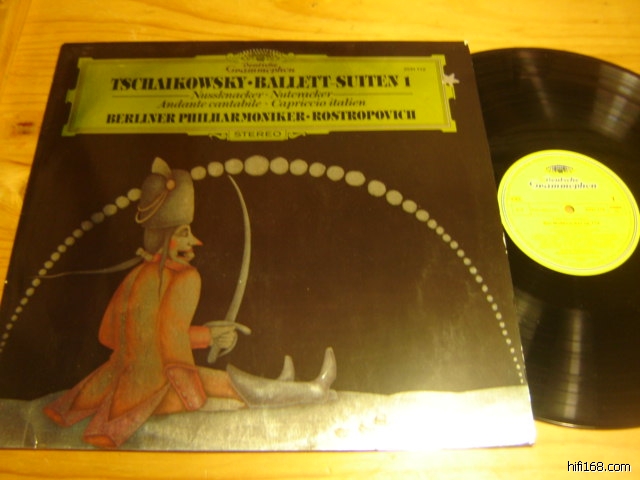 Deutsche
Grammophon
TSCHAIKOWSKY · BALLETT-SUITEN 1
Nussknacker · Nutcracker
Andante cantabile · Capriccio italien
BERLINER PHILHARMONIKER · ROSTROPOVICH
STEREO
Deutsche
Grammophon
hifi168.com